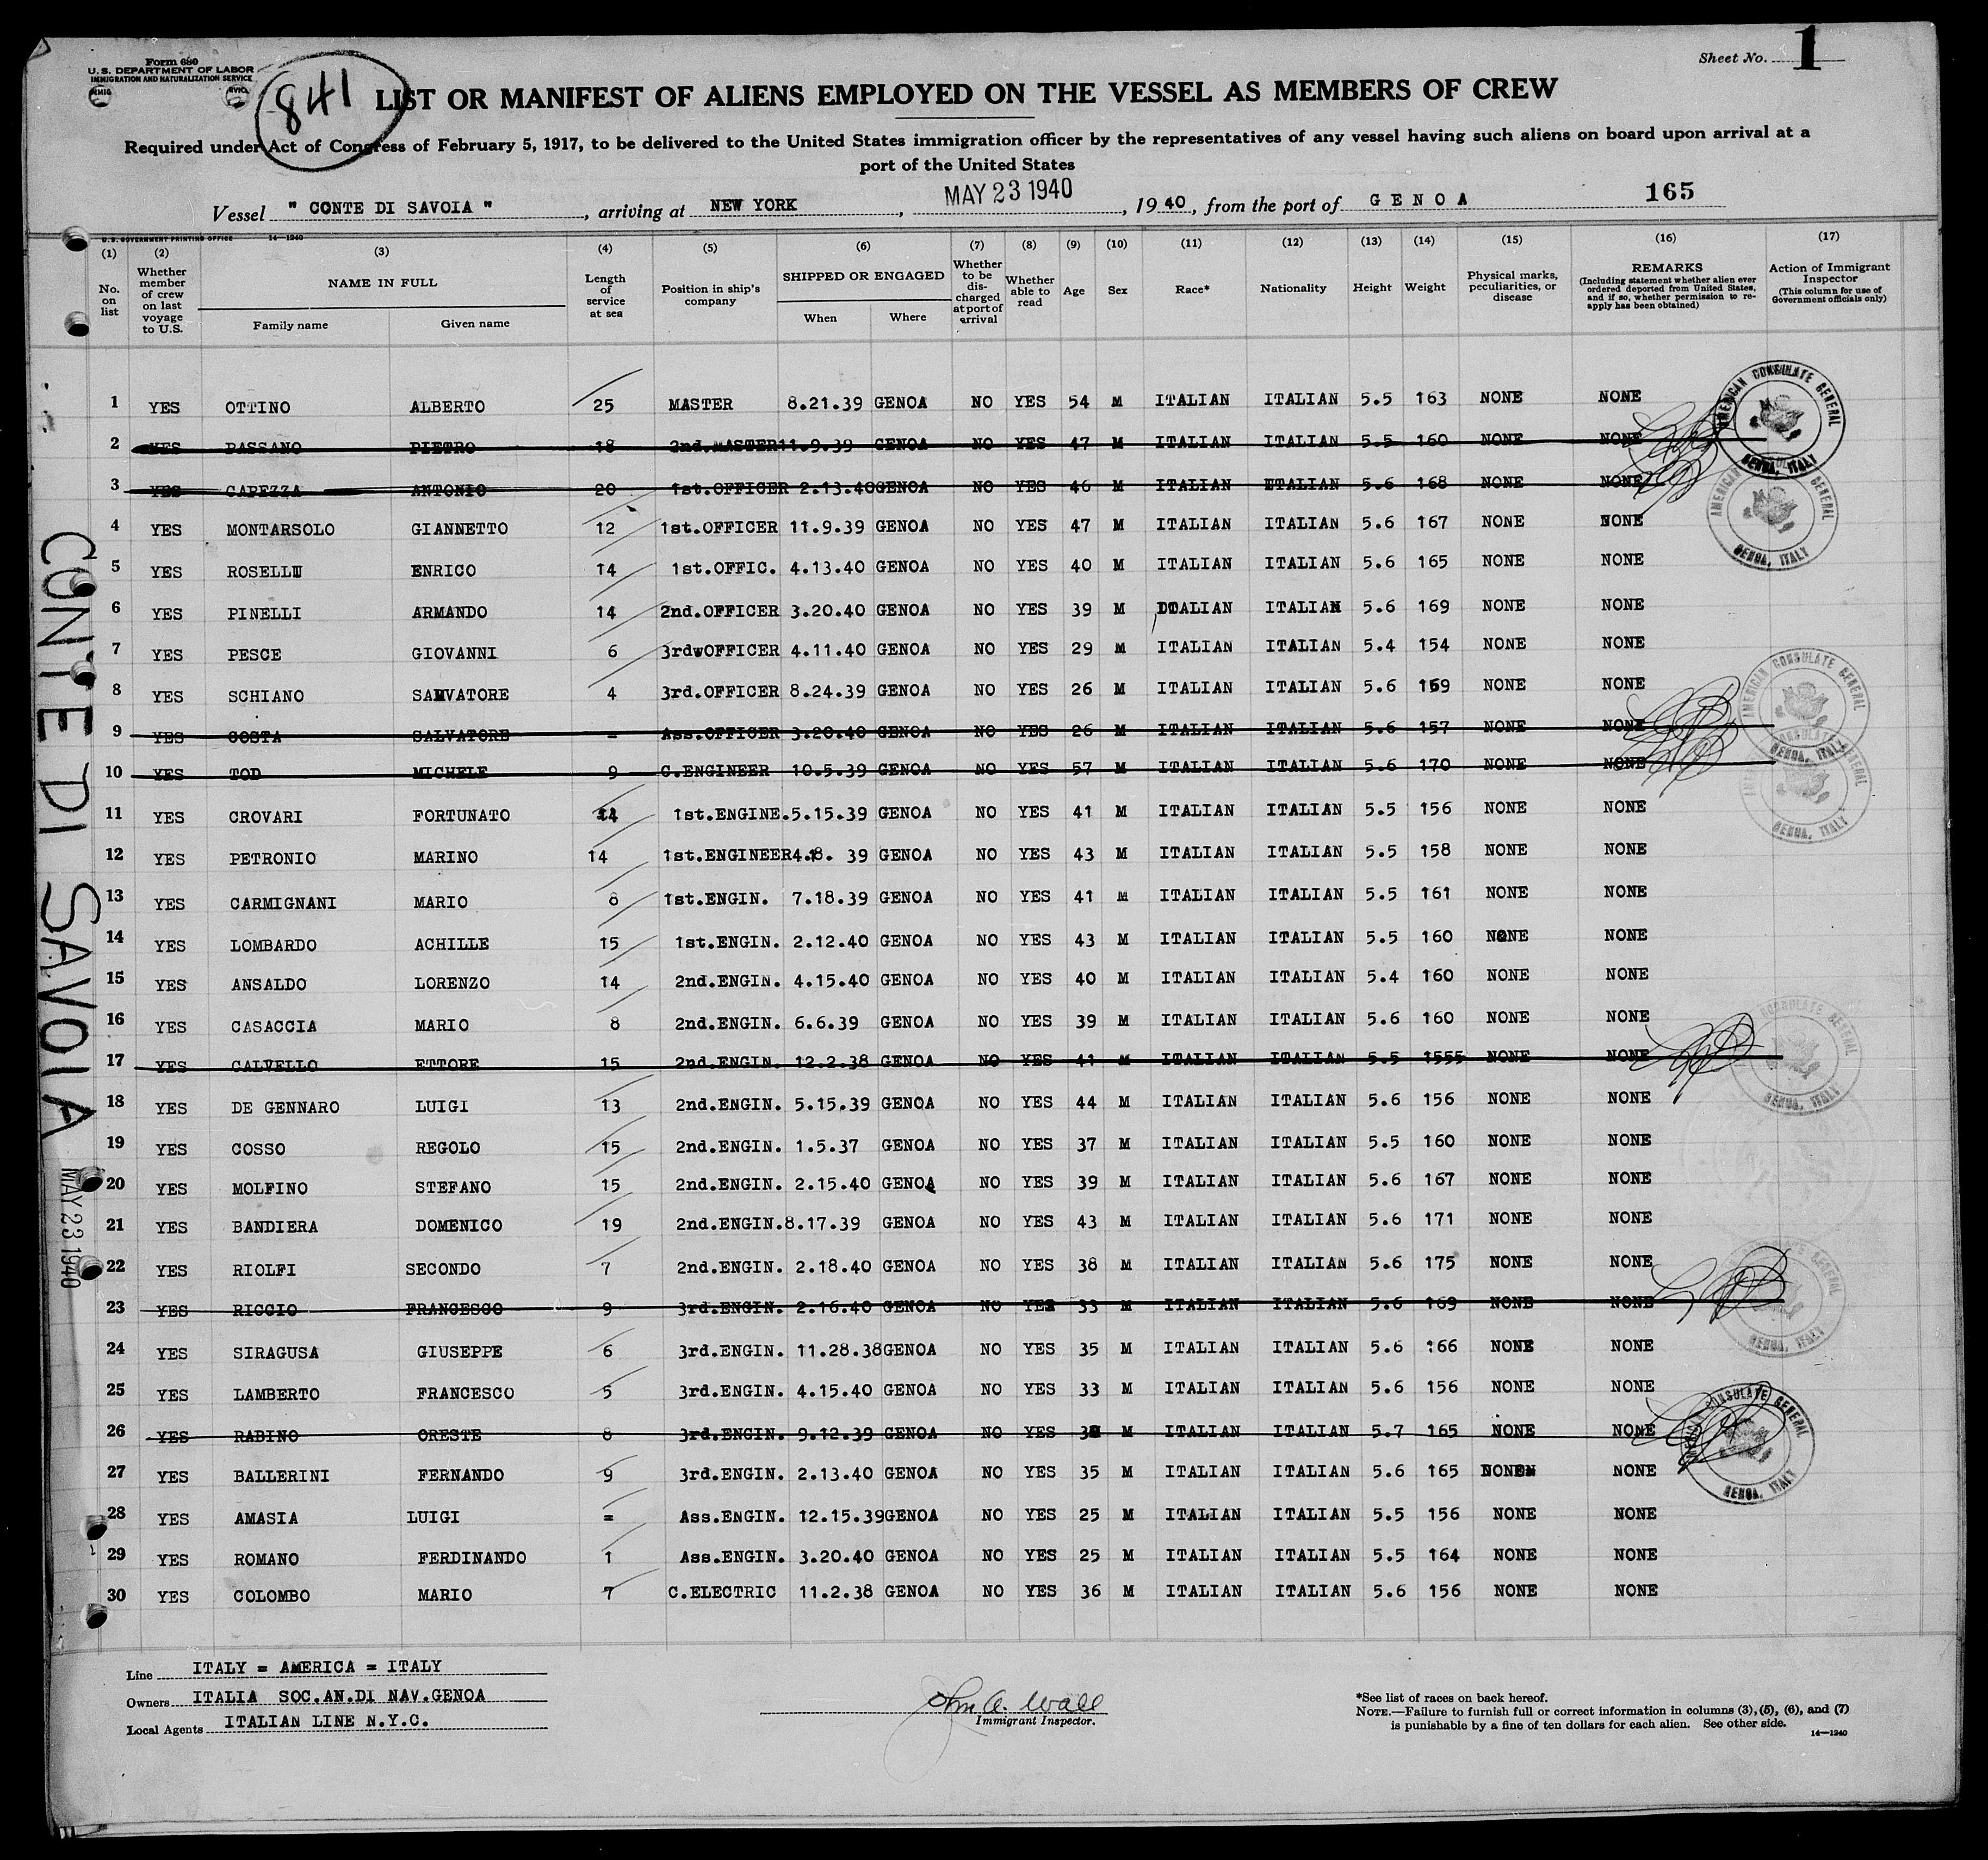 Form 680
U. S. DEPARTMENT OF LABOR
IMMIGRATION AND NATURALIZATION SERVICE
841
Sheet No. 1
LIST OR MANIFEST OF ALIENS EMPLOYED ON THE VESSEL AS MEMBERS OF CREW
Required under Act of Congress of February 5, 1917, to be delivered to the United States immigration officer by the representatives of any vessel having such aliens on board upon arrival at a
port of the United States
Vessel " CONTE DI SAVOIA ", arriving at NEW YORK, MAY 23 1940, 1940, from the port of GENOA 165
U.S. GOVERNMENT PRINTING OFFICE 14—1240
(1) (2) (3) (4) (5) (6) (7) (8) (9) (10) (11) (12) (13) (14) (15) (16) (17)
No. on list
Whether member of crew on last voyage to U.S.
NAME IN FULL
Family name Given name
Length of service at sea
Position in ship's company
SHIPPED OR ENGAGED
When Where
Whether to be discharged at port of arrival
Whether able to read
Age
Sex
Race*
Nationality
Height
Weight
Physical marks, peculiarities, or disease
REMARKS
(Including statement whether alien ever ordered deported from United States, and if so, whether permission to re-apply has been obtained)
Action of Immigrant Inspector
(This column for use of Government officials only)
1 YES OTTINO ALBERTO 25 MASTER 8.21.39 GENOA NO YES 54 M ITALIAN ITALIAN 5.5 163 NONE NONE
2 YES PASSANO PIETRO 18 2nd.MASTER 11.9.39 GENOA NO YES 47 M ITALIAN ITALIAN 5.5 160 NONE NONE
3 YES CAPEZZA ANTONIO 20 1st.OFFICER 2.13.40 GENOA NO YES 46 M ITALIAN ITALIAN 5.6 168 NONE NONE
4 YES MONTARSOLO GIANNETTO 12 1st.OFFICER 11.9.39 GENOA NO YES 47 M ITALIAN ITALIAN 5.6 167 NONE NONE
5 YES ROSELLI ENRICO 14 1st.OFFIC. 4.13.40 GENOA NO YES 40 M ITALIAN ITALIAN 5.6 165 NONE NONE
6 YES PINELLI ARMANDO 14 2nd.OFFICER 3.20.40 GENOA NO YES 39 M ITALIAN ITALIAN 5.6 169 NONE NONE
7 YES PESCE GIOVANNI 6 3rdwOFFICER 4.11.40 GENOA NO YES 29 M ITALIAN ITALIAN 5.4 154 NONE NONE
8 YES SCHIANO SALVATORE 4 3rd.OFFICER 8.24.39 GENOA NO YES 26 M ITALIAN ITALIAN 5.6 159 NONE NONE
9 YES COSTA SALVATORE = Ass.OFFICER 3.20.40 GENOA NO YES 26 M ITALIAN ITALIAN 5.6 157 NONE NONE
10 YES TOD MICHELE 9 C.ENGINEER 10.5.39 GENOA NO YES 57 M ITALIAN ITALIAN 5.6 170 NONE NONE
11 YES CROVARI FORTUNATO 14 1st.ENGINE. 5.15.39 GENOA NO YES 41 M ITALIAN ITALIAN 5.5 156 NONE NONE
12 YES PETRONIO MARINO 14 1st.ENGINEER 4.8. 39 GENOA NO YES 43 M ITALIAN ITALIAN 5.5 158 NONE NONE
13 YES CARMIGNANI MARIO 8 1st.ENGIN. 7.18.39 GENOA NO YES 41 M ITALIAN ITALIAN 5.5 161 NONE NONE
14 YES LOMBARDO ACHILLE 15 1st.ENGIN. 2.12.40 GENOA NO YES 43 M ITALIAN ITALIAN 5.5 160 NONE NONE
15 YES ANSALDO LORENZO 14 2nd.ENGIN. 4.15.40 GENOA NO YES 40 M ITALIAN ITALIAN 5.4 160 NONE NONE
16 YES CASACCIA MARIO 8 2nd.ENGIN. 6.6.39 GENOA NO YES 39 M ITALIAN ITALIAN 5.6 160 NONE NONE
17 YES CALVELLO ETTORE 15 2nd.ENGIN. 12.2.38 GENOA NO YES 41 M ITALIAN ITALIAN 5.5 1555 NONE NONE
18 YES DE GENNARO LUIGI 13 2nd.ENGIN. 5.15.39 GENOA NO YES 44 M ITALIAN ITALIAN 5.6 156 NONE NONE
19 YES COSSO REGOLO 15 2nd.ENGIN. 1.5.37 GENOA NO YES 37 M ITALIAN ITALIAN 5.5 160 NONE NONE
20 YES MOLFINO STEFANO 15 2nd.ENGIN. 2.15.40 GENOA NO YES 39 M ITALIAN ITALIAN 5.6 167 NONE NONE
21 YES BANDIERA DOMENICO 19 2nd.ENGIN. 8.17.39 GENOA NO YES 43 M ITALIAN ITALIAN 5.6 171 NONE NONE
22 YES RIOLFI SECONDO 7 2nd.ENGIN. 2.18.40 GENOA NO YES 38 M ITALIAN ITALIAN 5.6 175 NONE NONE
23 YES RICCIO FRANCESCO 9 3rd.ENGIN. 2.16.40 GENOA NO YES 33 M ITALIAN ITALIAN 5.6 169 NONE NONE
24 YES SIRAGUSA GIUSEPPE 6 3rd.ENGIN. 11.28.38 GENOA NO YES 35 M ITALIAN ITALIAN 5.6 166 NONE NONE
25 YES LAMBERTO FRANCESCO 5 3rd.ENGIN. 4.15.40 GENOA NO YES 33 M ITALIAN ITALIAN 5.6 156 NONE NONE
26 YES RABINO ORESTE 8 3rd.ENGIN. 9.12.39 GENOA NO YES M ITALIAN ITALIAN 5.7 165 NONE NONE
27 YES BALLERINI FERNANDO 9 3rd.ENGIN. 2.13.40 GENOA NO YES 35 M ITALIAN ITALIAN 5.6 165 NONE NONE
28 YES AMASIA LUIGI = Ass.ENGIN. 12.15.39 GENOA NO YES 25 M ITALIAN ITALIAN 5.5 156 NONE NONE
29 YES ROMANO FERDINANDO 1 Ass.ENGIN. 3.20.40 GENOA NO YES 25 M ITALIAN ITALIAN 5.5 164 NONE NONE
30 YES COLOMBO MARIO 7 C.ELECTRIC 11.2.38 GENOA NO YES 36 M ITALIAN ITALIAN 5.6 156 NONE NONE
AMERICAN CONSULATE GENERAL
GENOA, ITALY
AMERICAN GENERAL
GENOA, ITALY
AMERICAN CONSULATE GENERAL
GENOA, ITALY
CONSULATE GENERAL
GENOA, ITALY
CONSULATE GENERAL
GENOA, ITALY
GENERAL
GENOA, ITALY
AMERICAN CONSULATE GENERAL
GENOA, ITALY
CONTE DI SAVOIA
MAY 23 1940
Line ITALY = AMERICA = ITALY
Owners ITALIA SOC.AN.DI NAV.GENOA
Local Agents ITALIAN LINE N.Y.C.
John A. Wall
Immigrant Inspector.
*See list of races on back hereof.
NOTE.—Failure to furnish full or correct information in columns (3), (5), (6), and (7)
is punishable by a fine of ten dollars for each alien. See other side.
14—1240